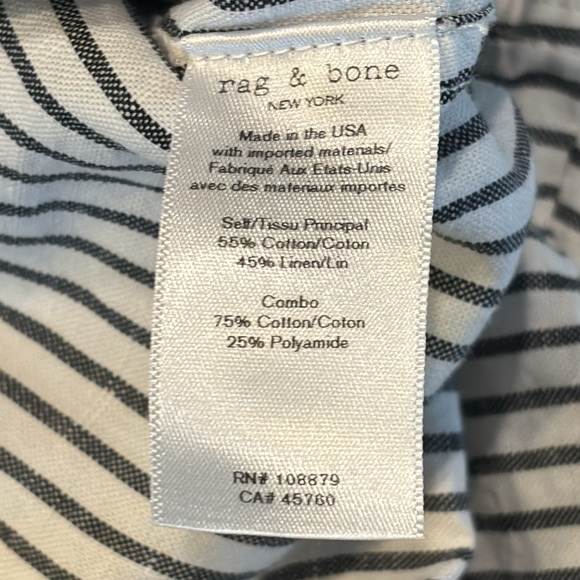 rag & bone
NEW YORK
Made in the USA
with imported materials/
Fabriqué Aux Etats-Unis
avec des materiaux importes
Self/Tissu Principal
55% Cotton/Coton
45% Linen/Lin
Combo
75% Cotton/Coton
25% Polyamide
RN# 108879
CA# 45760